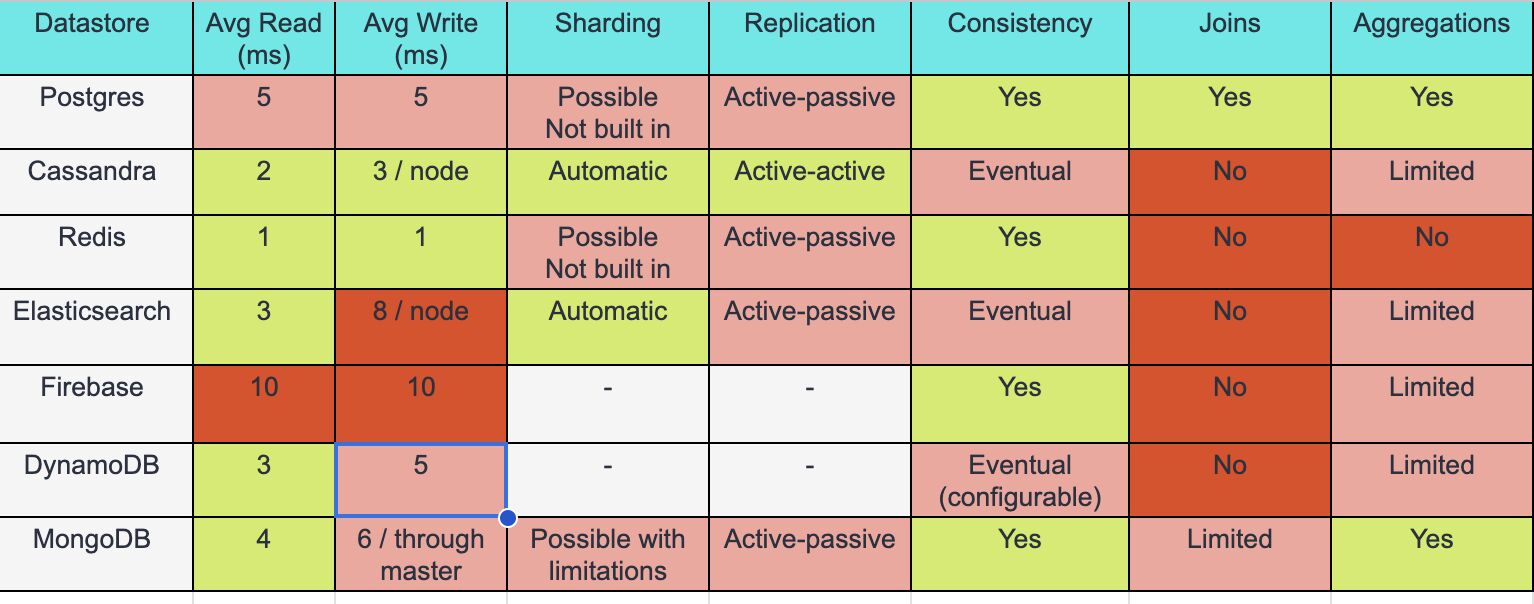 Datastore Avg Read Avg Write Sharding Replication Consistency Joins Aggregations
(ms) (ms)
Postgres 5 5 Possible Active-passive Yes Yes Yes
Not built in
Cassandra 2 3 / node Automatic Active-active Eventual No Limited
Redis 1 1 Possible Active-passive Yes No No
Not built in
Elasticsearch 3 8 / node Automatic Active-passive Eventual No Limited
Firebase 10 10 - - Yes No Limited
DynamoDB 3 5 - - Eventual No Limited
(configurable)
MongoDB 4 6 / through Possible with Active-passive Yes Limited Yes
master limitations